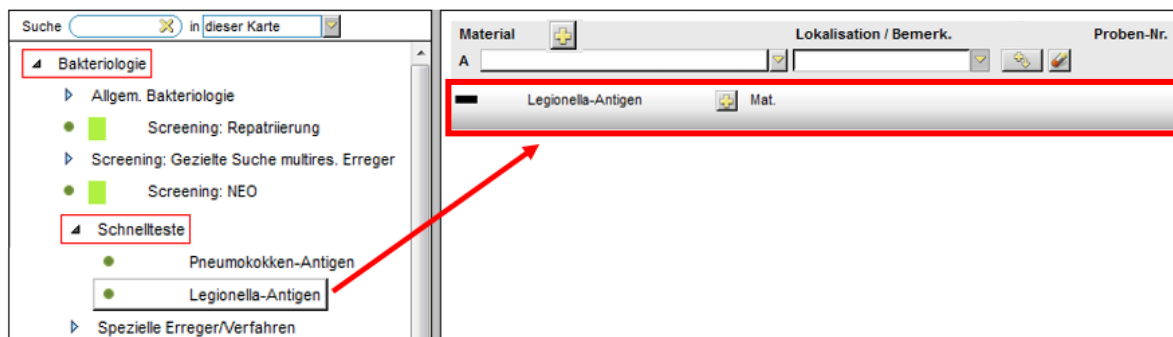 Suche in dieser Karte
Bakteriologie
Allgem. Bakteriologie
Screening: Repatriierung
Screening: Gezielte Suche multires. Erreger
Screening: NEO
Schnellteste
Pneumokokken-Antigen
Legionella-Antigen
Spezielle Erreger/Verfahren
Material Lokalisation / Bemerk. Proben-Nr.
A
Legionella-Antigen Mat.